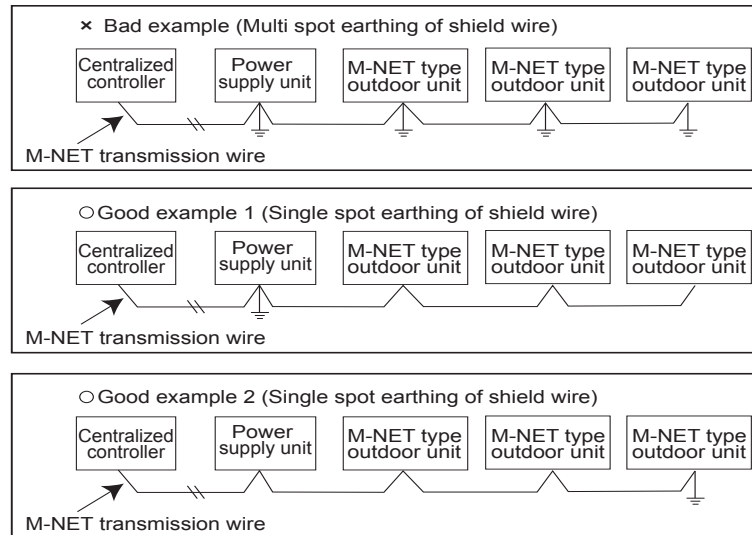 × Bad example (Multi spot earthing of shield wire)
Centralized controller
Power supply unit
M-NET type outdoor unit
M-NET type outdoor unit
M-NET type outdoor unit
M-NET transmission wire
○Good example 1 (Single spot earthing of shield wire)
Centralized controller
Power supply unit
M-NET type outdoor unit
M-NET type outdoor unit
M-NET type outdoor unit
M-NET transmission wire
○Good example 2 (Single spot earthing of shield wire)
Centralized controller
Power supply unit
M-NET type outdoor unit
M-NET type outdoor unit
M-NET type outdoor unit
M-NET transmission wire